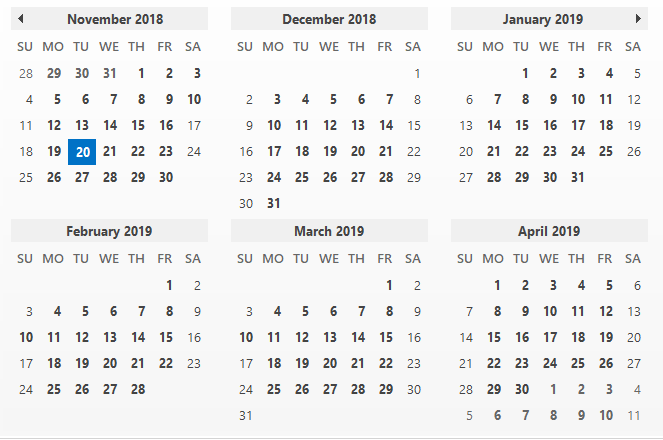 November 2018
SU MO TU WE TH FR SA
28 29 30 31 1 2 3
4 5 6 7 8 9 10
11 12 13 14 15 16 17
18 19 20 21 22 23 24
25 26 27 28 29 30
December 2018
SU MO TU WE TH FR SA
1
2 3 4 5 6 7 8
9 10 11 12 13 14 15
16 17 18 19 20 21 22
23 24 25 26 27 28 29
30 31
January 2019
SU MO TU WE TH FR SA
1 2 3 4 5
6 7 8 9 10 11 12
13 14 15 16 17 18 19
20 21 22 23 24 25 26
27 28 29 30 31
February 2019
SU MO TU WE TH FR SA
1 2
3 4 5 6 7 8 9
10 11 12 13 14 15 16
17 18 19 20 21 22 23
24 25 26 27 28
March 2019
SU MO TU WE TH FR SA
1 2
3 4 5 6 7 8 9
10 11 12 13 14 15 16
17 18 19 20 21 22 23
24 25 26 27 28 29 30
31
April 2019
SU MO TU WE TH FR SA
1 2 3 4 5 6
7 8 9 10 11 12 13
14 15 16 17 18 19 20
21 22 23 24 25 26 27
28 29 30 1 2 3 4
5 6 7 8 9 10 11